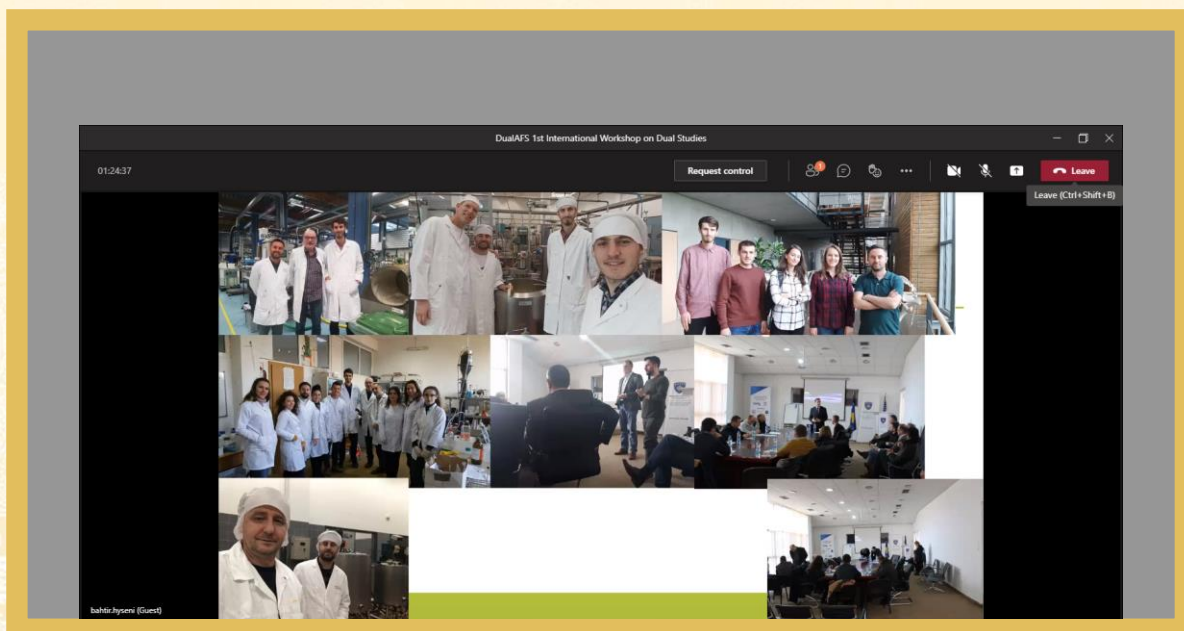 DualAFS 1st International Workshop on Dual Studies
01:24:37
Request control
1
Leave
Leave (Ctrl+Shift+B)
bahtir.hyseni (Guest)